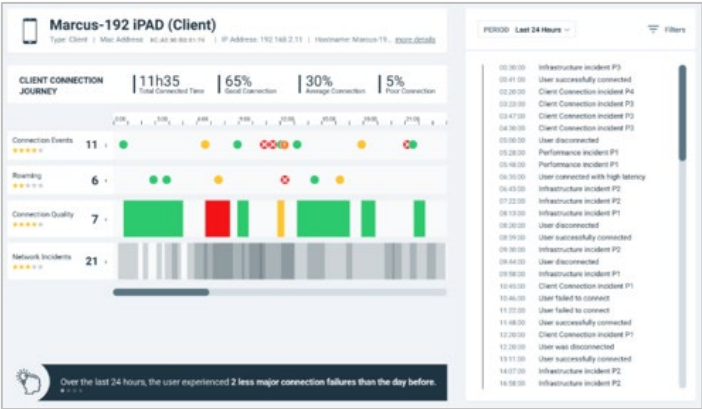 Marcus-192 iPAD (Client)
Type: Client | Mac Address: | IP Address: 192.168.2.11 | Hostname: Marcus-19... more details
CLIENT CONNECTION JOURNEY
11h35 Total Connected Time
65% Good Connection
30% Average Connection
5% Poor Connection
Connection Events 11
Roaming 6
Connection Quality 7
Network Incidents 21
Over the last 24 hours, the user experienced 2 less major connection failures than the day before.
PERIOD Last 24 Hours
Filters
00:30:00 Infrastructure incident P3
00:41:00 User successfully connected
02:20:00 Client Connection incident P4
03:23:00 Client Connection incident P3
03:47:00 Client Connection incident P3
04:30:00 Client Connection incident P3
05:00:00 User disconnected
05:28:00 Performance incident P1
05:48:00 Performance incident P1
06:35:00 User connected with high latency
06:43:00 Infrastructure incident P2
07:22:00 Infrastructure incident P2
08:13:00 Infrastructure incident P1
08:20:00 User disconnected
08:39:00 User successfully connected
09:30:00 Infrastructure incident P2
09:44:00 User disconnected
09:58:00 Infrastructure incident P1
10:45:00 Client Connection incident P1
10:46:00 User failed to connect
11:22:00 User failed to connect
11:48:00 User successfully connected
12:20:00 Client Connection incident P1
12:20:00 User was disconnected
13:11:00 User successfully connected
14:07:00 Infrastructure incident P2
16:58:00 Infrastructure incident P2